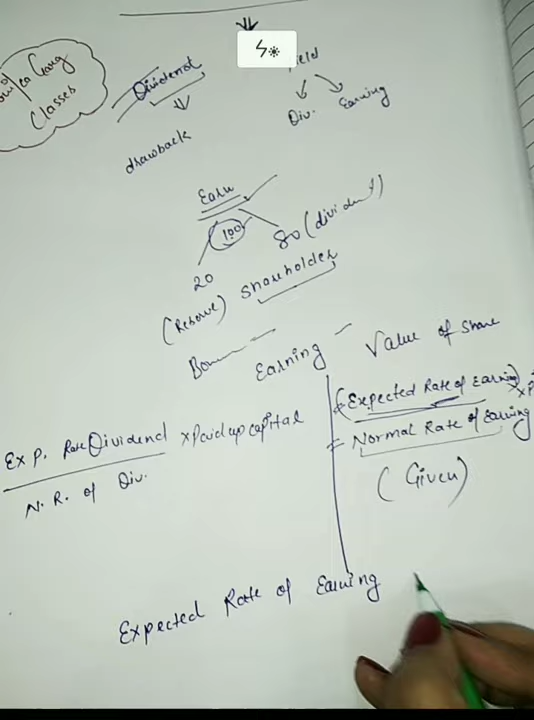 Garg
Classes
Dividend
drawback
Div. Earning
Earn
100
20 80 (dividend)
(Reserve) shareholder
Earning Value of share
Exp. Rate Dividend x Paid up capital
N. R. of Div.
(Expected Rate of Earning) x
= Normal Rate of Earning
(Given)
Expected Rate of Earning